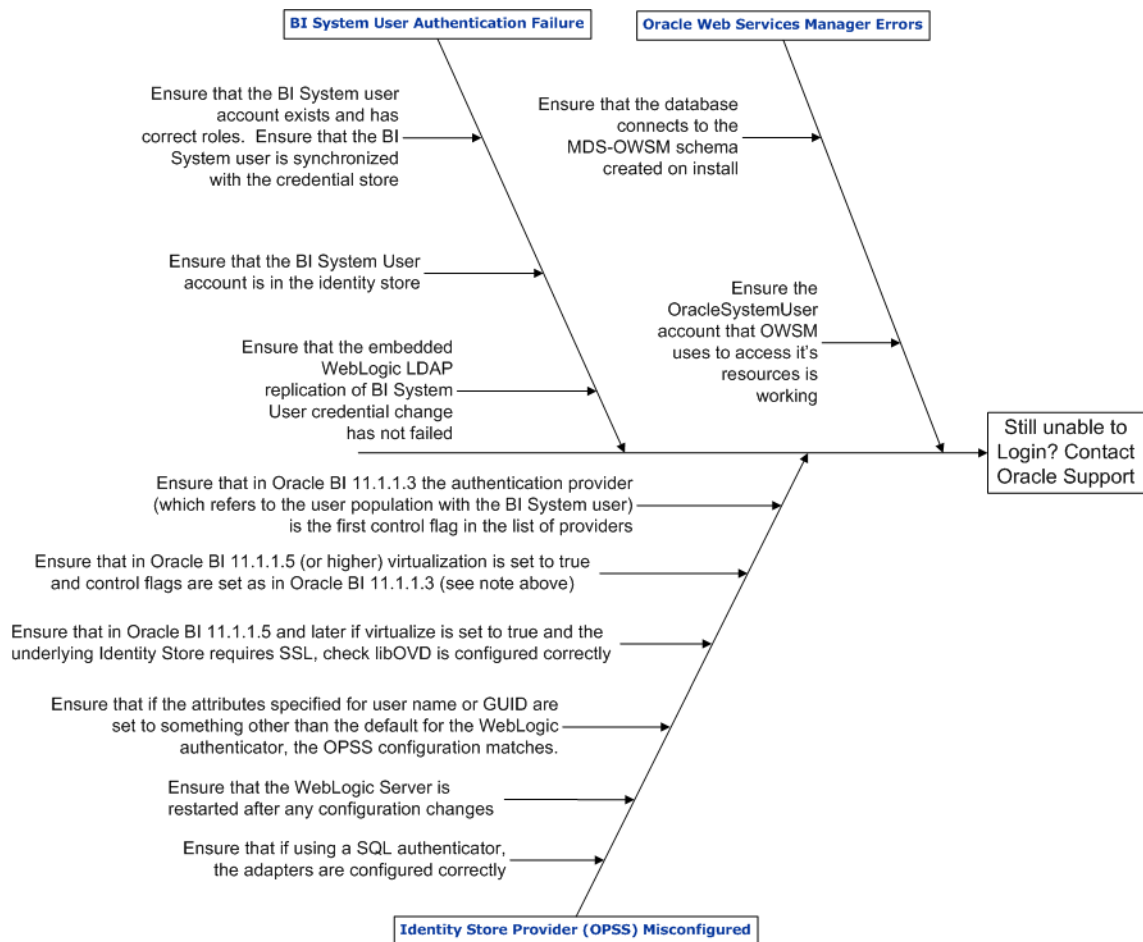 BI System User Authentication Failure
Oracle Web Services Manager Errors
Ensure that the BI System user
account exists and has
correct roles.  Ensure that the BI
System user is synchronized
with the credential store
Ensure that the database
connects to the
MDS-OWSM schema
created on install
Ensure that the BI System User
account is in the identity store
Ensure the
OracleSystemUser
account that OWSM
uses to access it's
resources is
working
Ensure that the embedded
WebLogic LDAP
replication of BI System
User credential change
has not failed
Still unable to
Login? Contact
Oracle Support
Ensure that in Oracle BI 11.1.1.3 the authentication provider
(which refers to the user population with the BI System user)
is the first control flag in the list of providers
Ensure that in Oracle BI 11.1.1.5 (or higher) virtualization is set to true
and control flags are set as in Oracle BI 11.1.1.3 (see note above)
Ensure that in Oracle BI 11.1.1.5 and later if virtualize is set to true and the
underlying Identity Store requires SSL, check libOVD is configured correctly
Ensure that if the attributes specified for user name or GUID are
set to something other than the default for the WebLogic
authenticator, the OPSS configuration matches.
Ensure that the WebLogic Server is
restarted after any configuration changes
Ensure that if using a SQL authenticator,
the adapters are configured correctly
Identity Store Provider (OPSS) Misconfigured